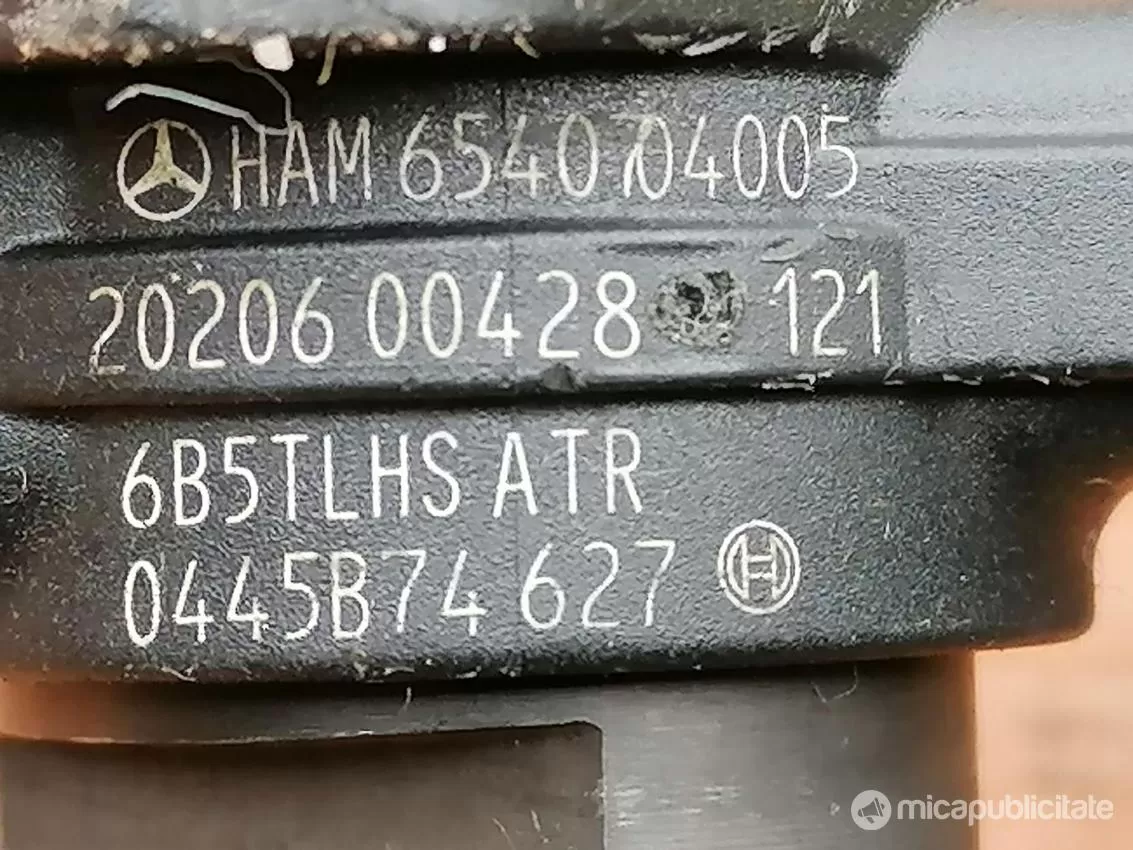 HAM 6540704005
20206 00428 121
6B5TLHS ATR
0445B74 627
micapublicitate